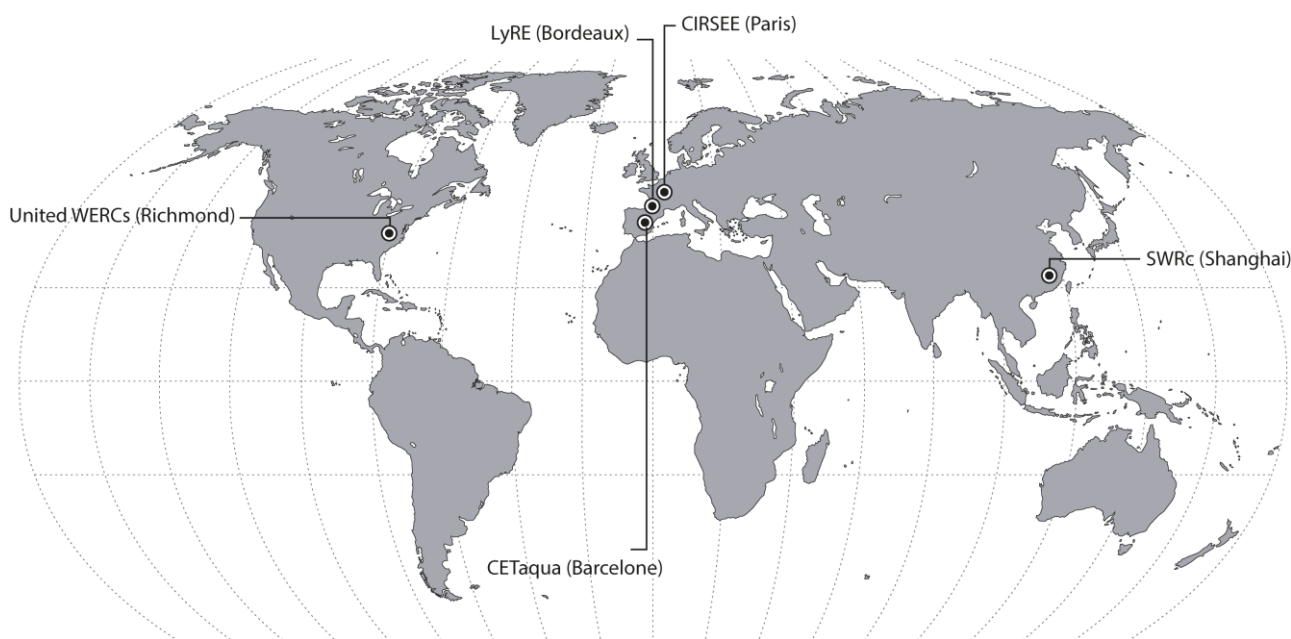 CIRSEE (Paris)
LyRE (Bordeaux)
United WERCs (Richmond)
SWRc (Shanghai)
CETaqua (Barcelone)